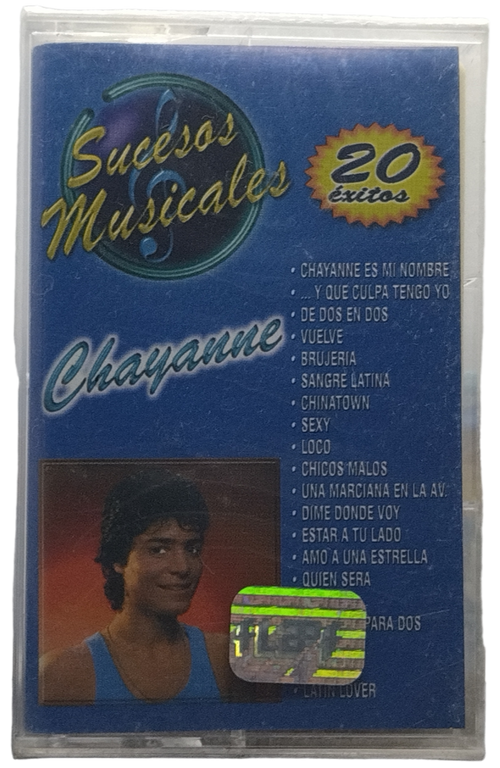 Sucesos
Musicales
20
éxitos
Chayanne
• CHAYANNE ES MI NOMBRE
• ... Y QUE CULPA TENGO YO
• DE DOS EN DOS
• VUELVE
• BRUJERIA
• SANGRE LATINA
• CHINATOWN
• SEXY
• LOCO
• CHICOS MALOS
• UNA MARCIANA EN LA AV.
• DIME DONDE VOY
• ESTAR A TU LADO
• AMO A UNA ESTRELLA
• QUIEN SERA
PARA DOS
• LATIN LOVER